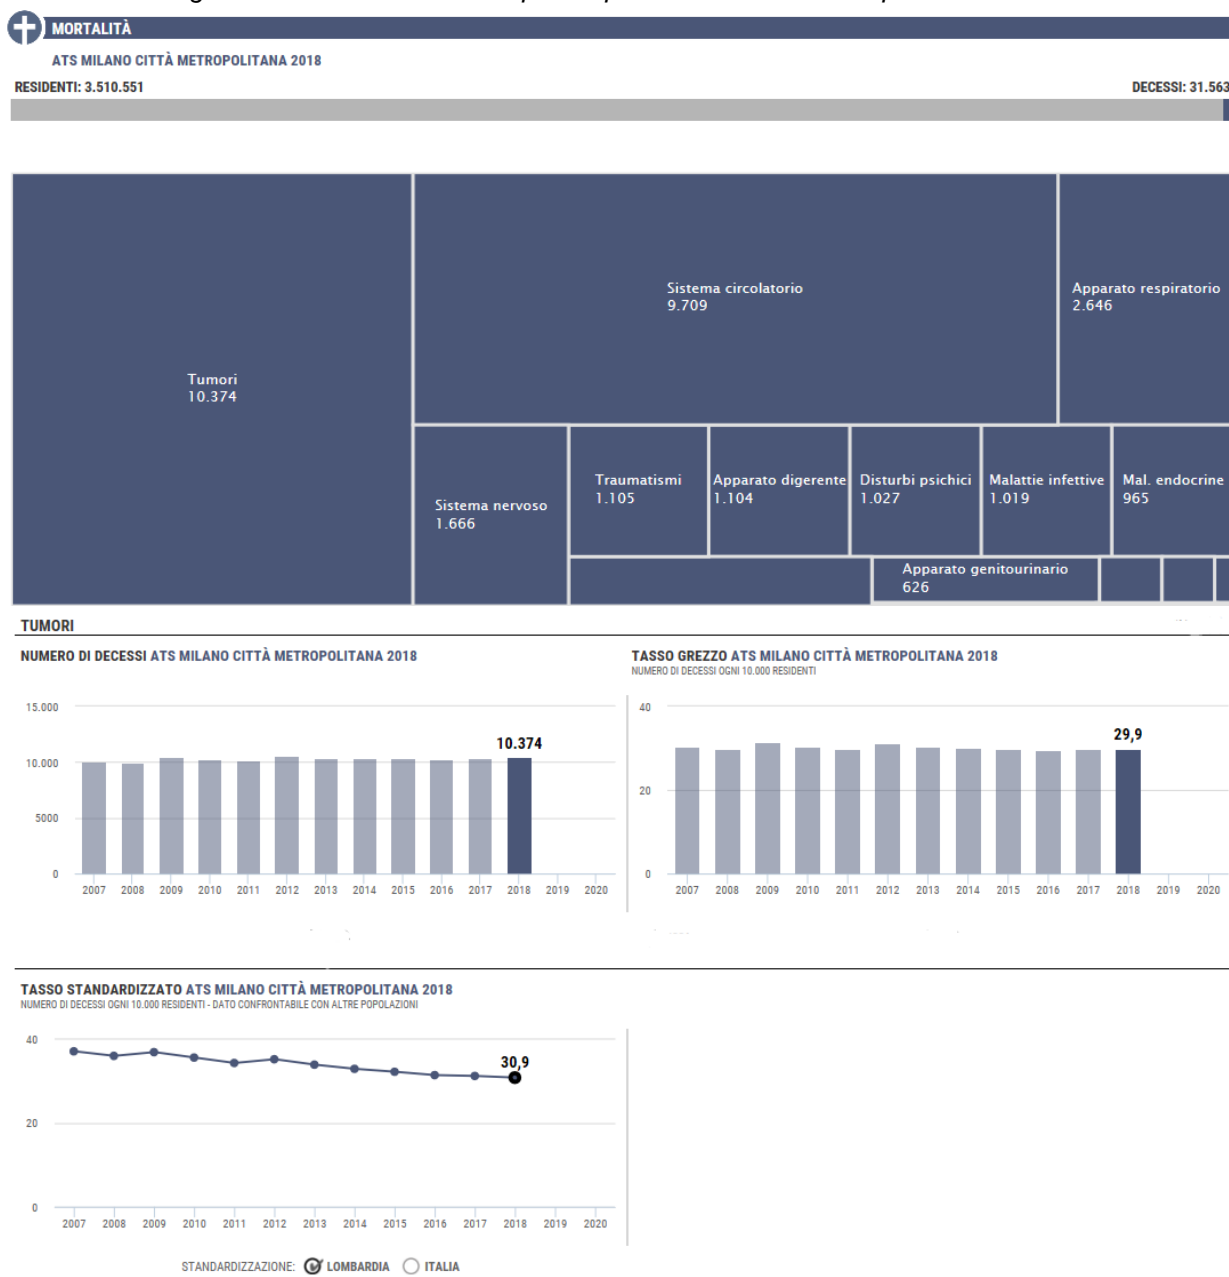 MORTALITÀ
ATS MILANO CITTÀ METROPOLITANA 2018
RESIDENTI: 3.510.551
DECESSI: 31.563
Tumori
10.374
Sistema circolatorio
9.709
Apparato respiratorio
2.646
Sistema nervoso
1.666
Traumatismi
1.105
Apparato digerente
1.104
Disturbi psichici
1.027
Malattie infettive
1.019
Mal. endocrine
965
Apparato genitourinario
626
TUMORI
NUMERO DI DECESSI ATS MILANO CITTÀ METROPOLITANA 2018
15.000
10.000
5000
0
10.374
2007 2008 2009 2010 2011 2012 2013 2014 2015 2016 2017 2018 2019 2020
TASSO GREZZO ATS MILANO CITTÀ METROPOLITANA 2018
NUMERO DI DECESSI OGNI 10.000 RESIDENTI
40
20
0
29,9
2007 2008 2009 2010 2011 2012 2013 2014 2015 2016 2017 2018 2019 2020
TASSO STANDARDIZZATO ATS MILANO CITTÀ METROPOLITANA 2018
NUMERO DI DECESSI OGNI 10.000 RESIDENTI - DATO CONFRONTABILE CON ALTRE POPOLAZIONI
40
20
0
30,9
2007 2008 2009 2010 2011 2012 2013 2014 2015 2016 2017 2018 2019 2020
STANDARDIZZAZIONE: LOMBARDIA ITALIA